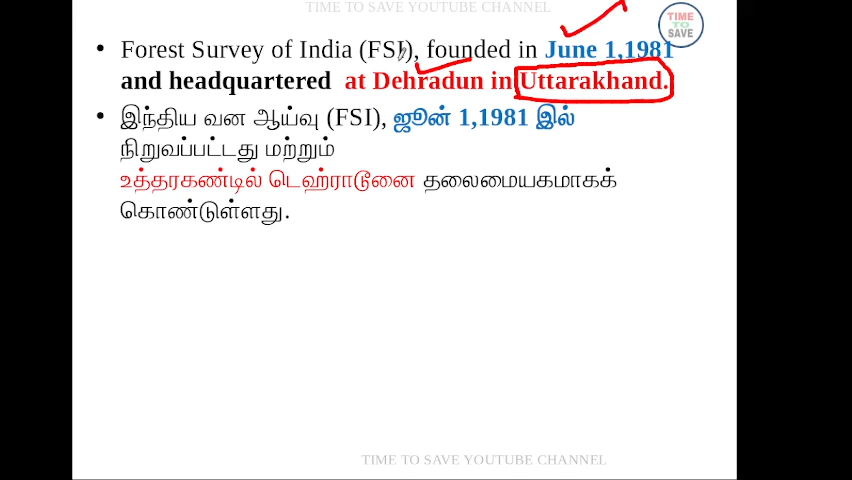 TIME TO SAVE YOUTUBE CHANNEL
TIME
TO
SAVE
• Forest Survey of India (FSI), founded in June 1,1981
and headquartered at Dehradun in Uttarakhand.
• இந்திய வன ஆய்வு (FSI), ஜூன் 1,1981 இல்
நிறுவப்பட்டது மற்றும்
உத்தரகண்டில் டெஹ்ராடூனை தலைமையகமாகக்
கொண்டுள்ளது.
TIME TO SAVE YOUTUBE CHANNEL